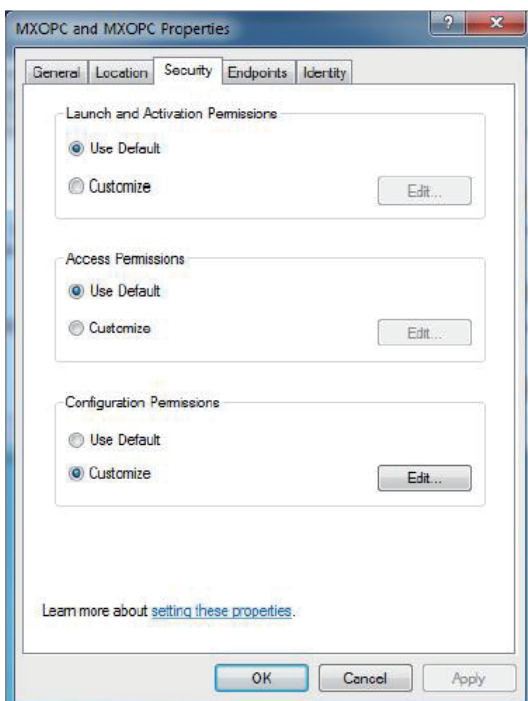 MXOPC and MXOPC Properties
General Location Security Endpoints Identity
Launch and Activation Permissions
Use Default
Customize
Edit...
Access Permissions
Use Default
Customize
Edit...
Configuration Permissions
Use Default
Customize
Edit...
Learn more about setting these properties.
OK Cancel Apply